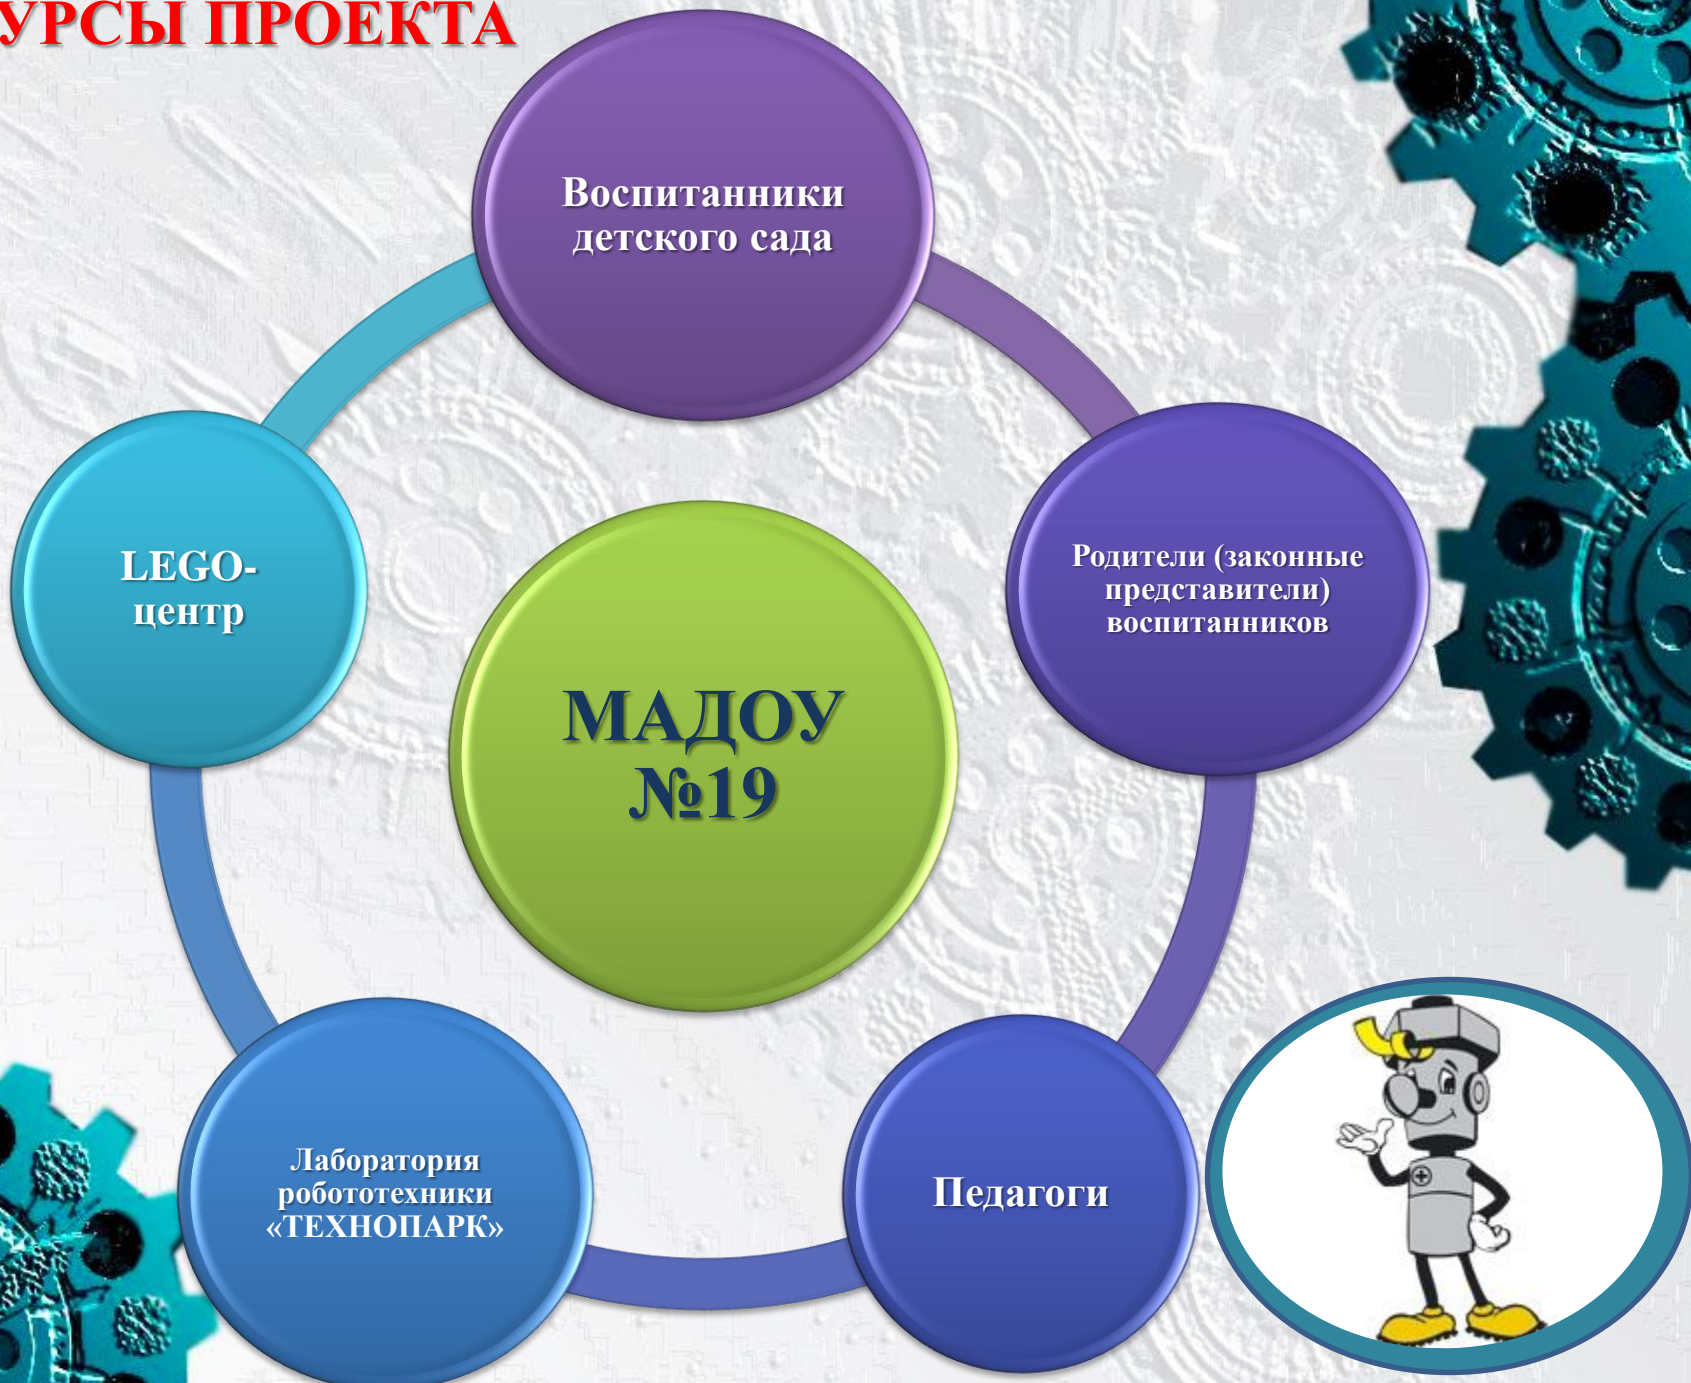 УРСЫ ПРОЕКТА
Воспитанники
детского сада
Родители (законные
представители)
воспитанников
LEGO-
центр
МАДОУ
№19
Лаборатория
робототехники
«ТЕХНОПАРК»
Педагоги